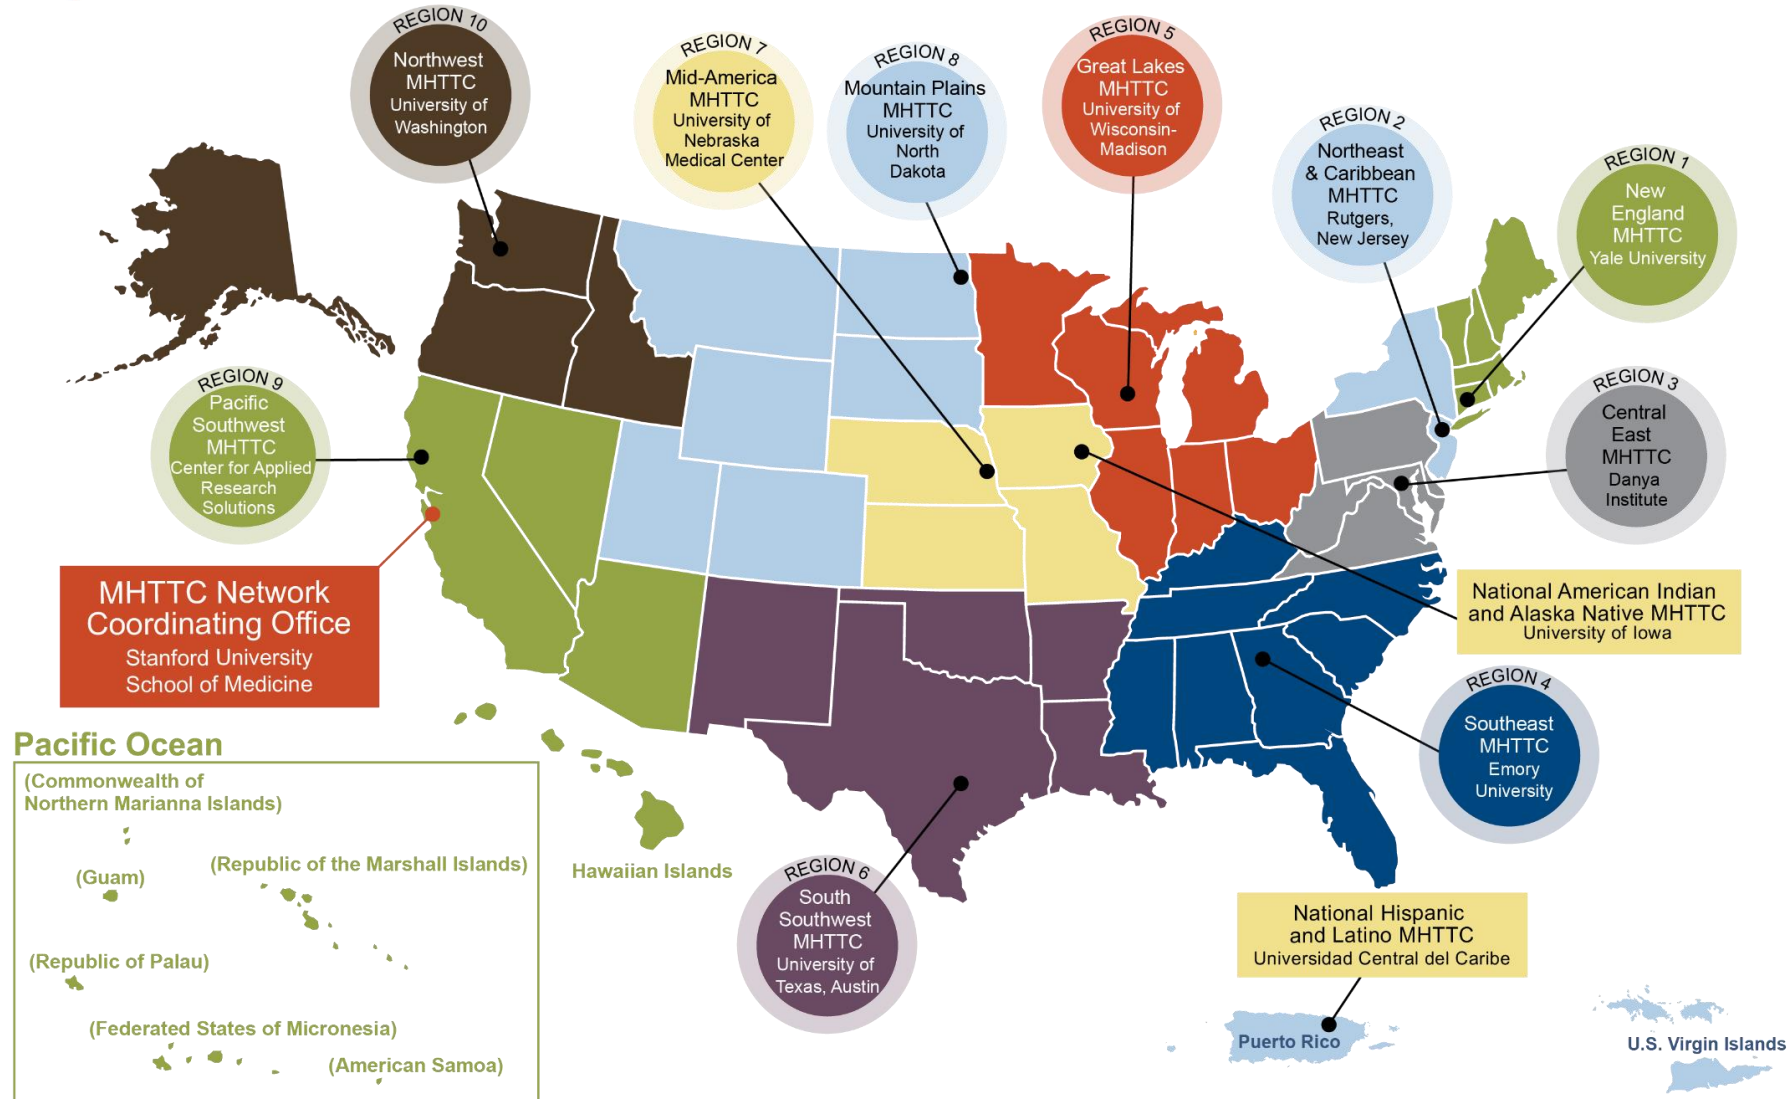 REGION 10
Northwest
MHTTC
University of
Washington
REGION 7
Mid-America
MHTTC
University of
Nebraska
Medical Center
REGION 8
Mountain Plains
MHTTC
University of
North
Dakota
REGION 5
Great Lakes
MHTTC
University of
Wisconsin-
Madison
REGION 2
Northeast
& Caribbean
MHTTC
Rutgers,
New Jersey
REGION 1
New
England
MHTTC
Yale University
REGION 9
Pacific
Southwest
MHTTC
Center for Applied
Research
Solutions
REGION 3
Central
East
MHTTC
Danya
Institute
MHTTC Network
Coordinating Office
Stanford University
School of Medicine
National American Indian
and Alaska Native MHTTC
University of Iowa
REGION 4
Southeast
MHTTC
Emory
University
Pacific Ocean
(Commonwealth of
Northern Marianna Islands)
(Guam)
(Republic of the Marshall Islands)
(Republic of Palau)
(Federated States of Micronesia)
(American Samoa)
Hawaiian Islands
REGION 6
South
Southwest
MHTTC
University of
Texas, Austin
National Hispanic
and Latino MHTTC
Universidad Central del Caribe
Puerto Rico
U.S. Virgin Islands